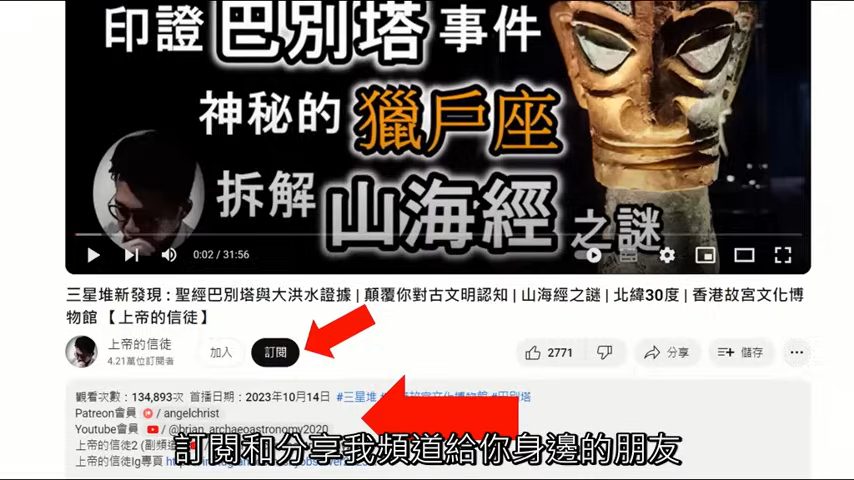 印證 巴別塔 事件
神秘的 獵戶座
拆解 山海經 之謎
0:02 / 31:56
三星堆新發現 : 聖經巴別塔與大洪水證據 | 顛覆你對古文明認知 | 山海經之謎 | 北緯30度 | 香港故宮文化博
物館 【上帝的信徒】
上帝的信徒
4.21萬位訂閱者
加入
訂閱
2771
分享
儲存
觀看次數：134,893次 首播日期：2023年10月14日 #三星堆 #巴別塔
Patreon會員 / angelchrist
Youtube會員 / @brian_archaeoastronomy2020
上帝的信徒2 (副頻道
上帝的信徒Ig專頁
訂閱和分享我頻道給你身邊的朋友